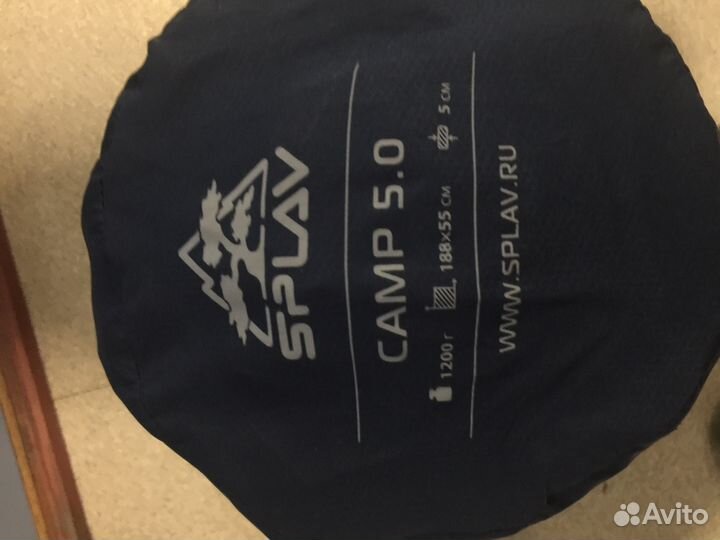 SPLAV
CAMP 5.0
1200 г 188×55 см 5 см
WWW.SPLAV.RU
Avito